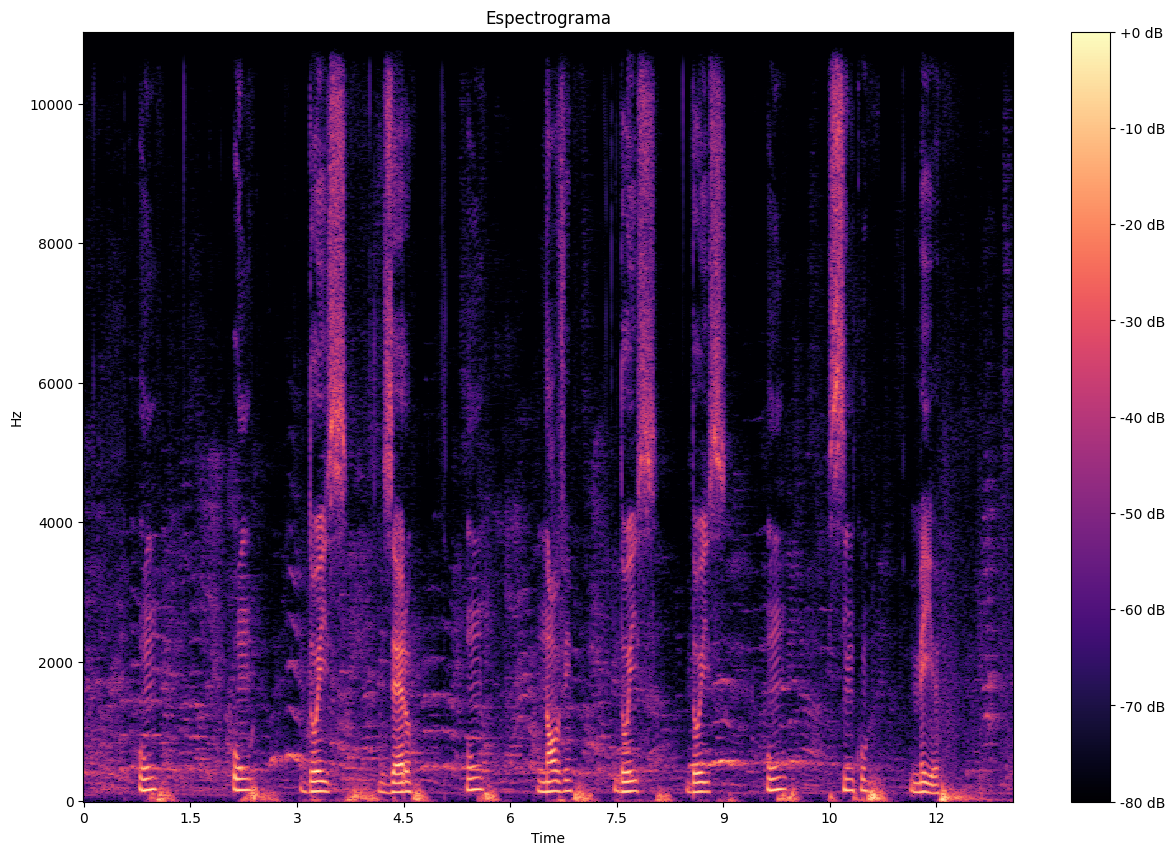 Espectrograma
+0 dB
10000
-10 dB
8000
-20 dB
-30 dB
6000
Hz
-40 dB
4000
-50 dB
-60 dB
2000
-70 dB
0
-80 dB
0 1.5 3 4.5 6 7.5 9 10 12
Time